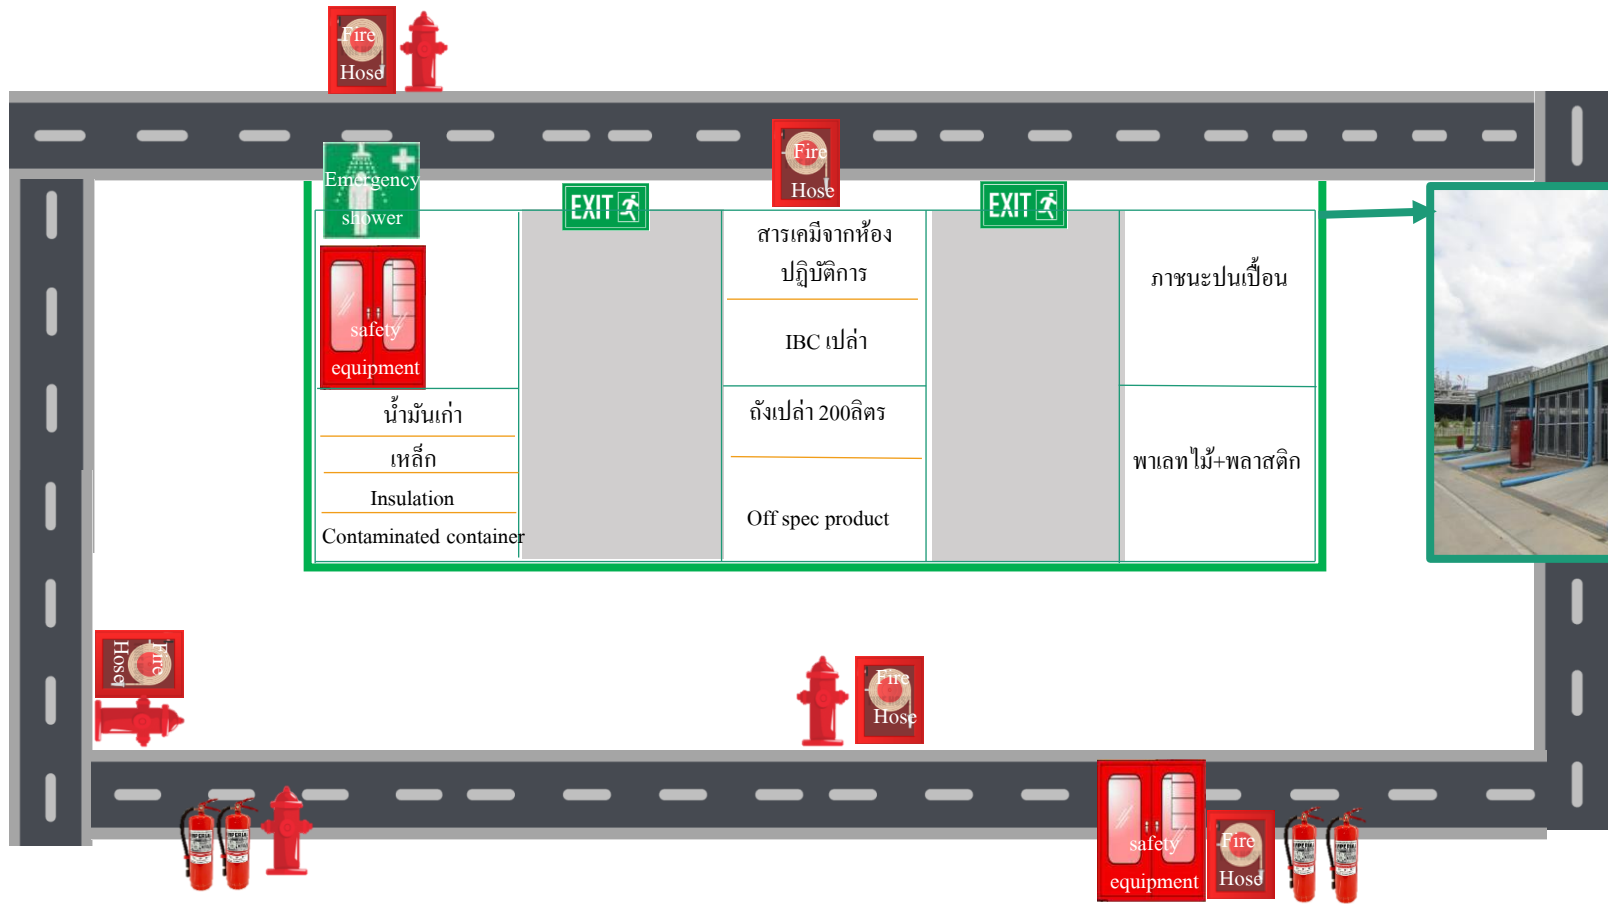 Fire
Hose
Fire
Hose
Emergency
shower
EXIT
EXIT
safety
equipment
น้ำมันเก่า
เหล็ก
Insulation
Contaminated container
สารเคมีจากห้อง
ปฏิบัติการ
IBC เปล่า
ถังเปล่า 200ลิตร
Off spec product
ภาชนะปนเปื้อน
พาเลทไม้+พลาสติก
Fire
Hose
Fire
Hose
safety
equipment
Fire
Hose